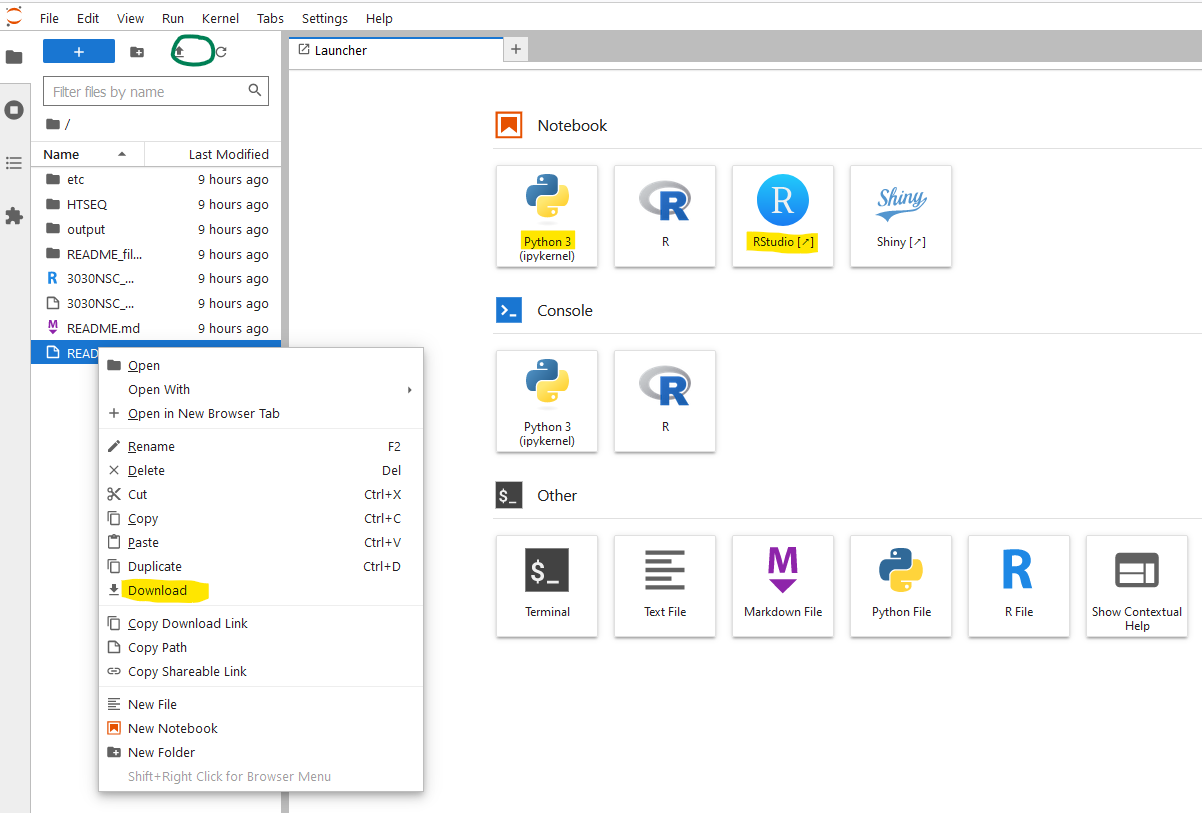 File Edit View Run Kernel Tabs Settings Help
+
Launcher
+
Filter files by name
/
Name Last Modified
etc 9 hours ago
HTSEQ 9 hours ago
output 9 hours ago
README_fil... 9 hours ago
R 3030NSC_... 9 hours ago
3030NSC_... 9 hours ago
M README.md 9 hours ago
READ
Open
Open With
Open in New Browser Tab
Rename F2
Delete Del
Cut Ctrl+X
Copy Ctrl+C
Paste Ctrl+V
Duplicate Ctrl+D
Download
Copy Download Link
Copy Path
Copy Shareable Link
New File
New Notebook
New Folder
Shift+Right Click for Browser Menu
Notebook
Python 3
(ipykernel)
R
R
R
RStudio [↗]
Shiny
Shiny [↗]
>_ Console
Python 3
(ipykernel)
R
R
$_ Other
$_
Terminal
Text File
M
Markdown File
Python File
R
R File
Show Contextual
Help